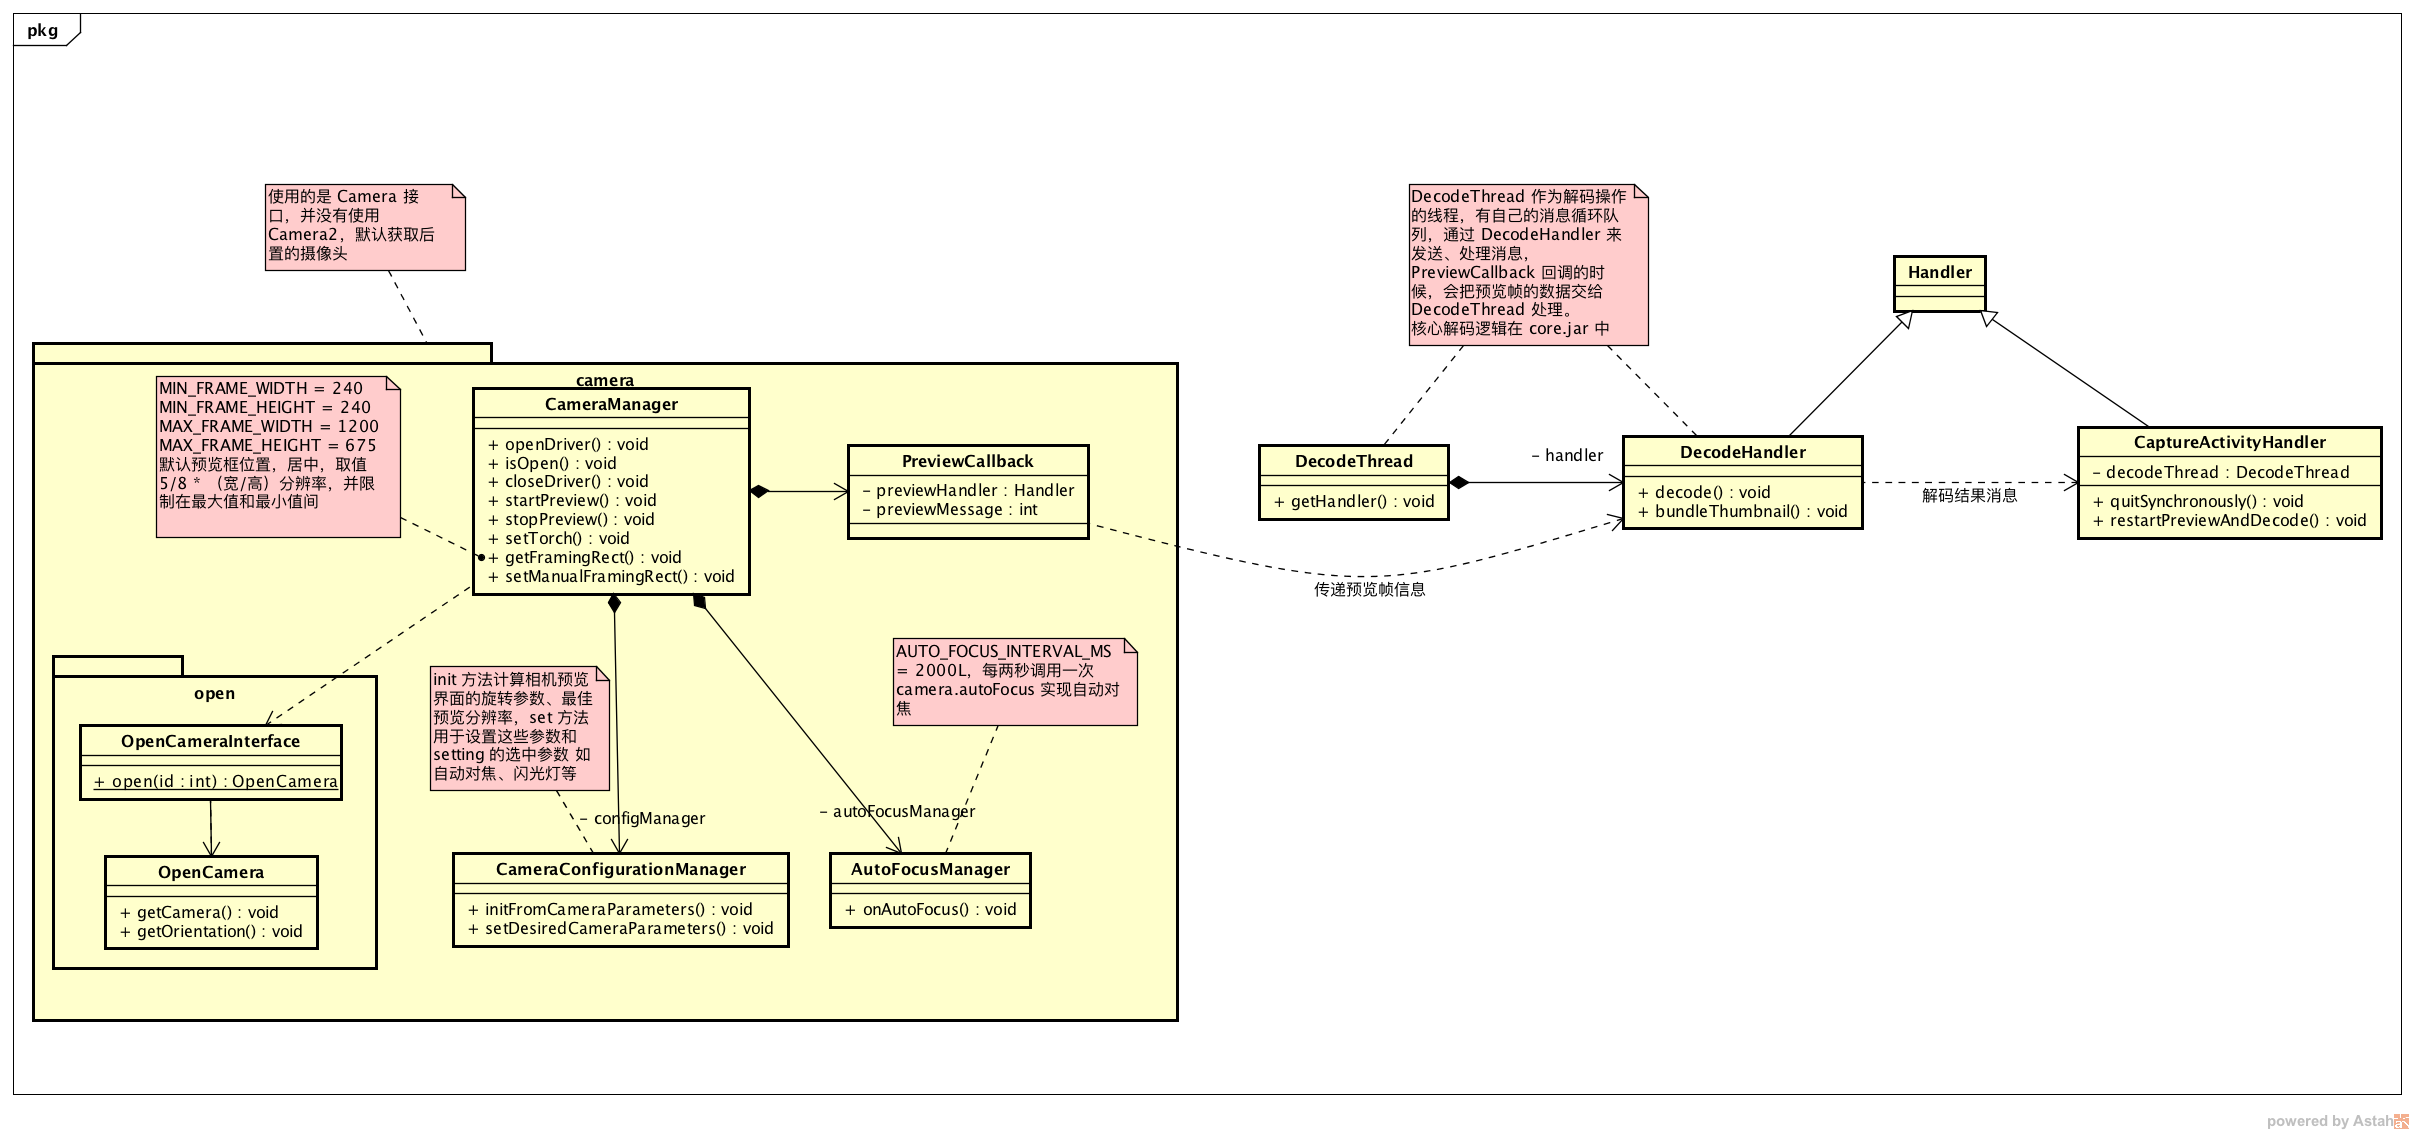 pkg
使用的是 Camera 接
口，并没有使用
Camera2，默认获取后
置的摄像头
DecodeThread 作为解码操作
的线程，有自己的消息循环队
列，通过 DecodeHandler 来
发送、处理消息，
PreviewCallback 回调的时
候，会把预览帧的数据交给
DecodeThread 处理。
核心解码逻辑在 core.jar 中
Handler
camera
MIN_FRAME_WIDTH = 240
MIN_FRAME_HEIGHT = 240
MAX_FRAME_WIDTH = 1200
MAX_FRAME_HEIGHT = 675
默认预览框位置，居中，取值
5/8 * （宽/高）分辨率，并限
制在最大值和最小值间
CameraManager
+ openDriver() : void
+ isOpen() : void
+ closeDriver() : void
+ startPreview() : void
+ stopPreview() : void
+ setTorch() : void
+ getFramingRect() : void
+ setManualFramingRect() : void
PreviewCallback
- previewHandler : Handler
- previewMessage : int
DecodeThread
+ getHandler() : void
- handler
DecodeHandler
+ decode() : void
+ bundleThumbnail() : void
解码结果消息
CaptureActivityHandler
- decodeThread : DecodeThread
+ quitSynchronously() : void
+ restartPreviewAndDecode() : void
传递预览帧信息
open
OpenCameraInterface
+ open(id : int) : OpenCamera
OpenCamera
+ getCamera() : void
+ getOrientation() : void
init 方法计算相机预览
界面的旋转参数、最佳
预览分辨率，set 方法
用于设置这些参数和
setting 的选中参数 如
自动对焦、闪光灯等
AUTO_FOCUS_INTERVAL_MS
= 2000L，每两秒调用一次
camera.autoFocus 实现自动对
焦
- configManager
- autoFocusManager
CameraConfigurationManager
+ initFromCameraParameters() : void
+ setDesiredCameraParameters() : void
AutoFocusManager
+ onAutoFocus() : void
powered by Astah